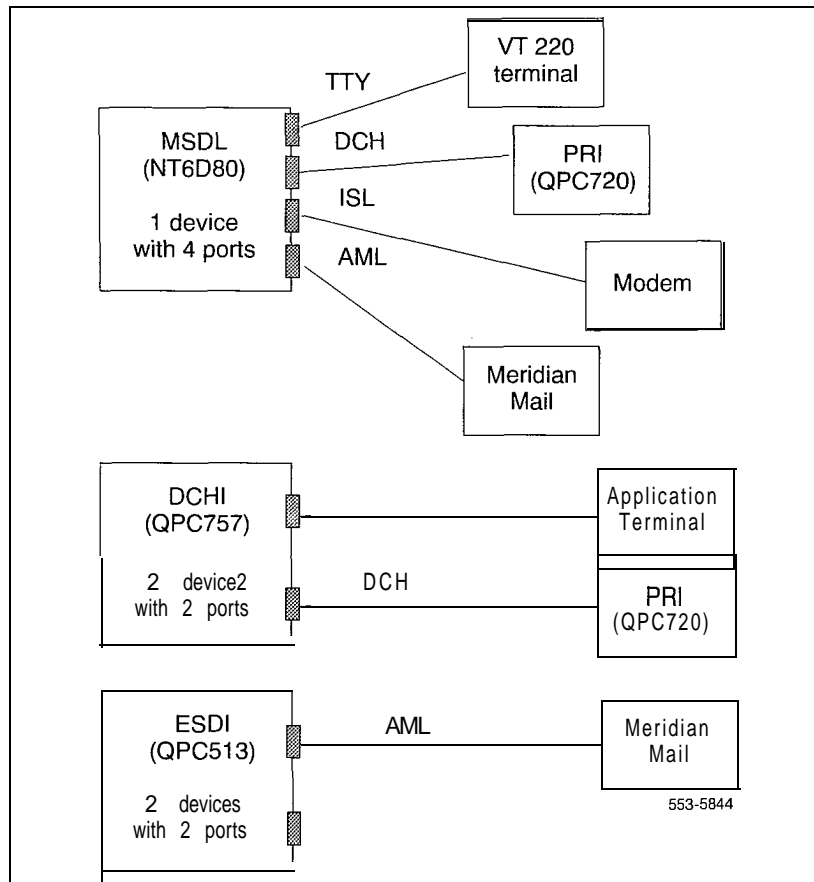 VT 220
terminal
TTY
MSDL
(NT6D80)
1 device
with 4 ports
DCH
PRI
(QPC720)
ISL
AML
Modem
Meridian
Mail
DCHI
(QPC757)
2 device2
with 2 ports
Application
Terminal
DCH
PRI
(QPC720)
ESDI
(QPC513)
2 devices
with 2 ports
AML
Meridian
Mail
553-5844